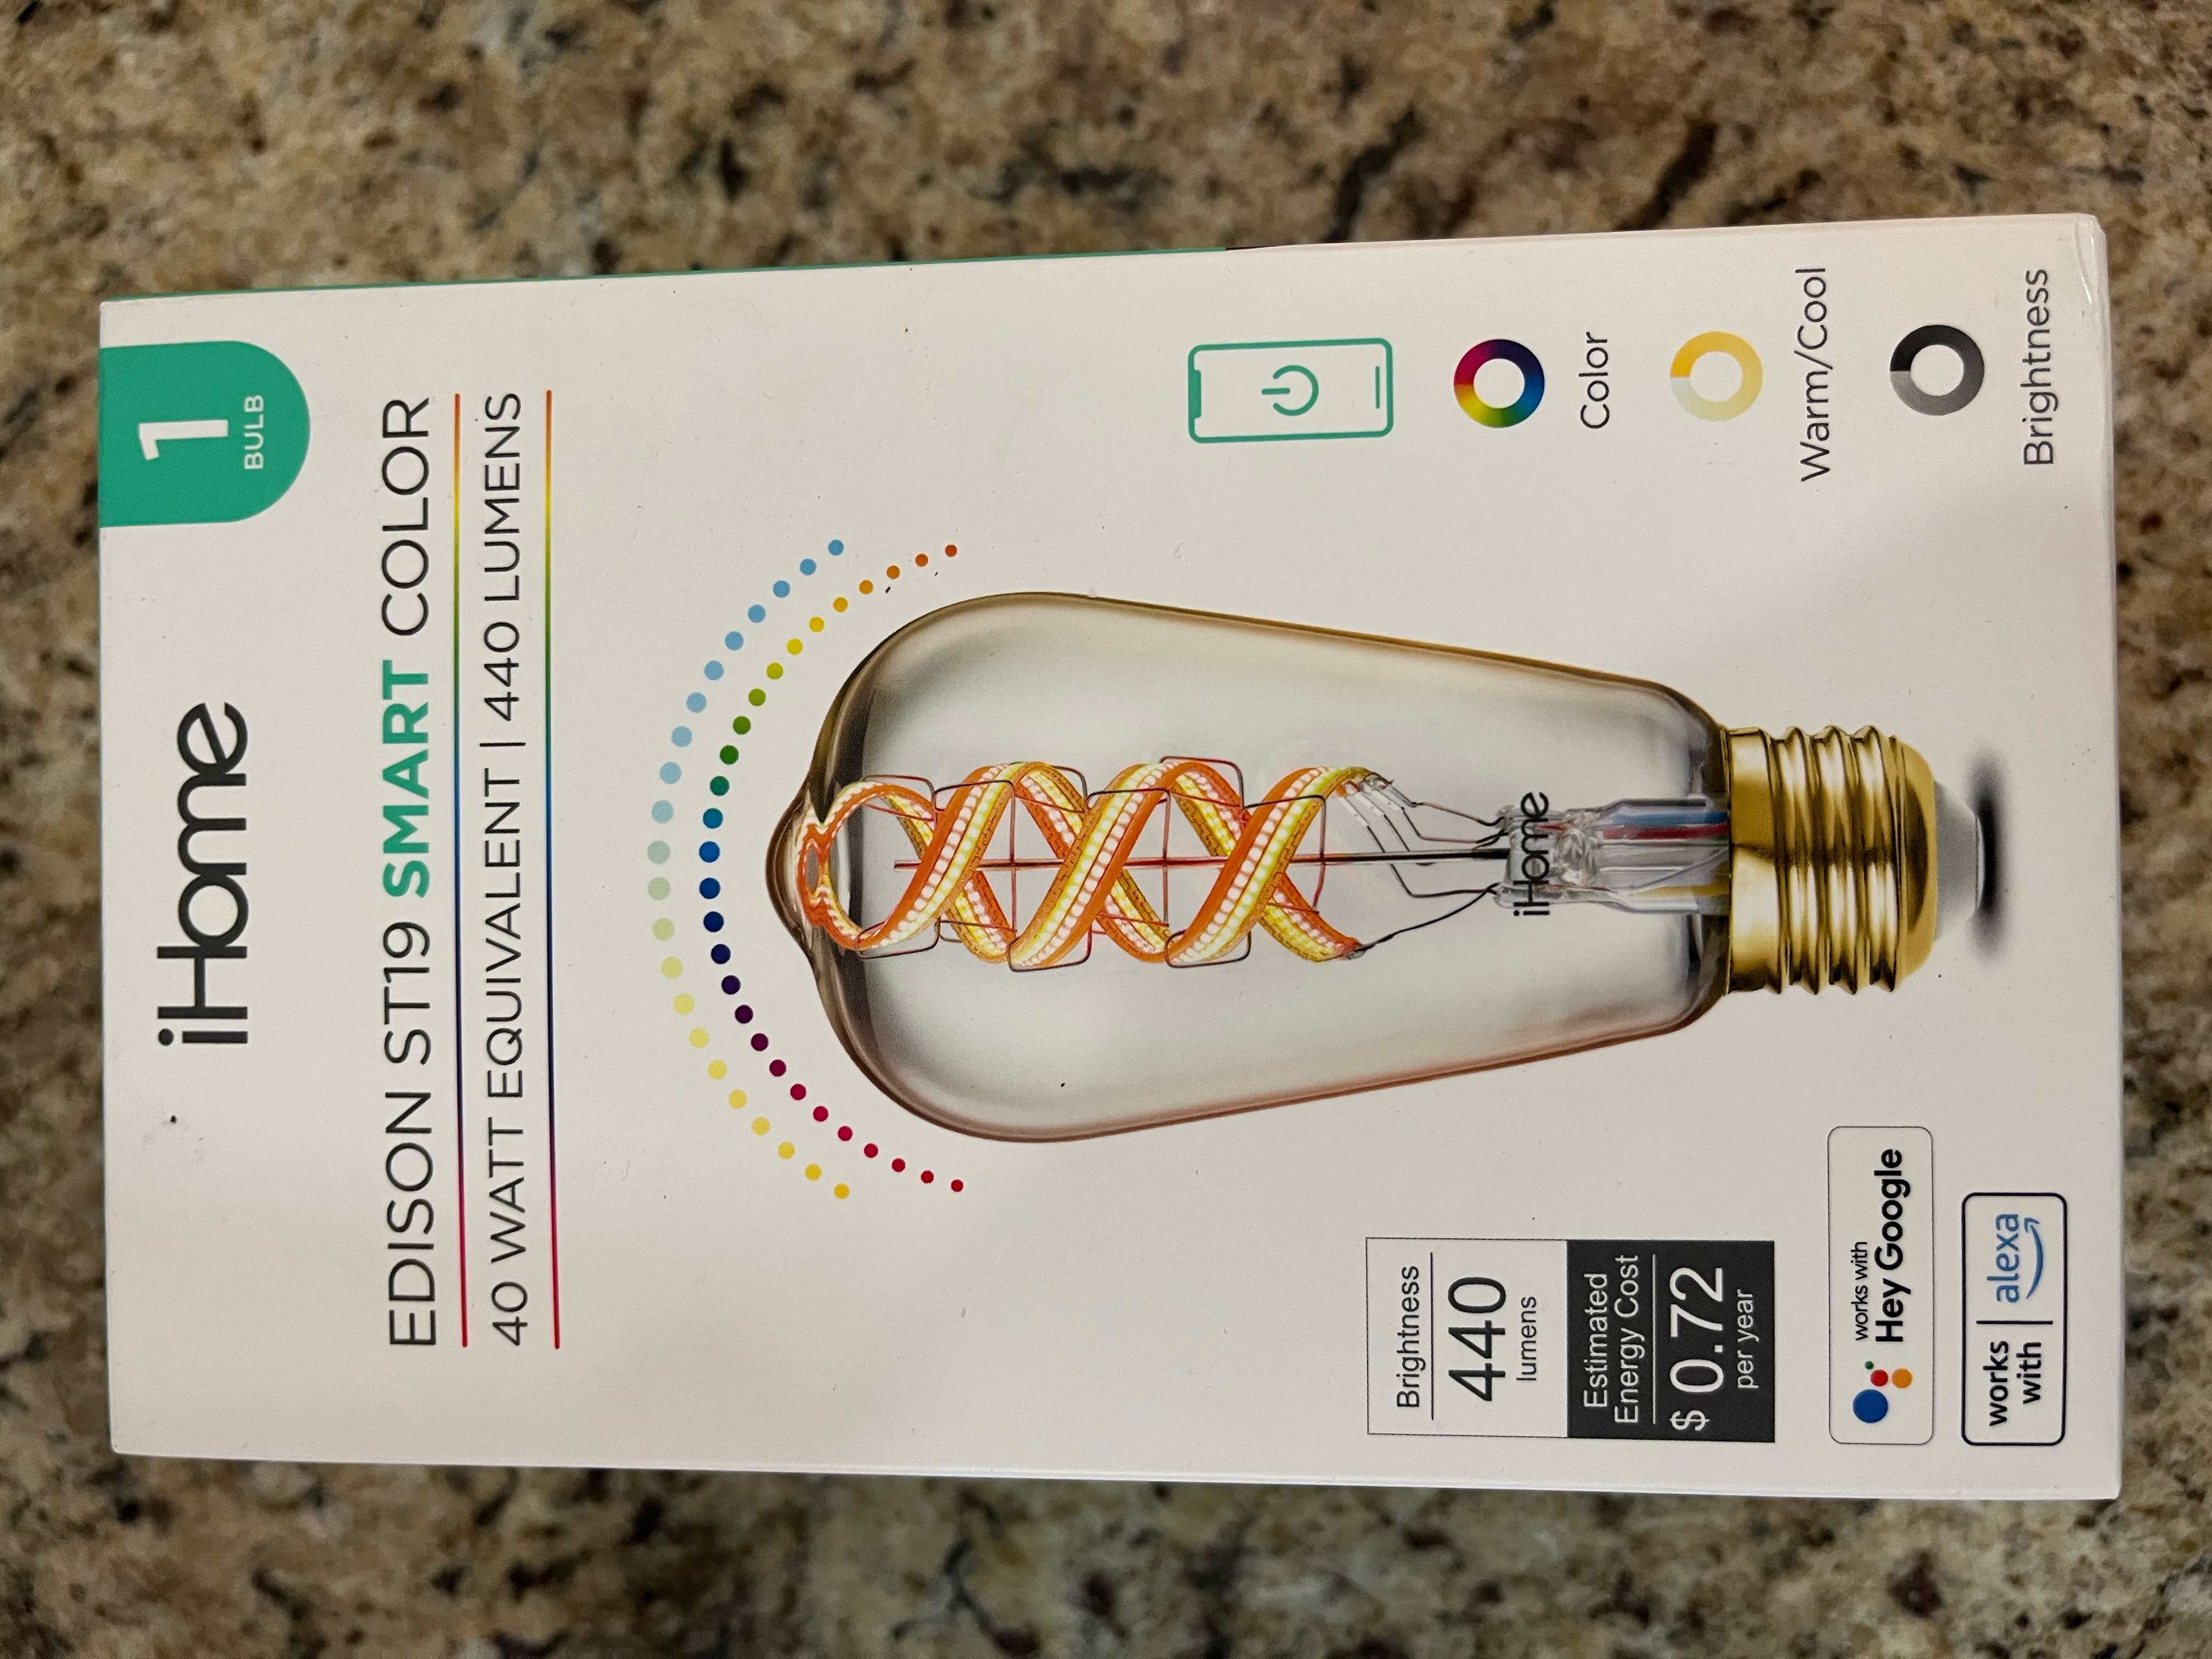 iHome
1
BULB
EDISON ST19 SMART COLOR
40 WATT EQUIVALENT | 440 LUMENS
iHome
Brightness
440
lumens
Estimated
Energy Cost
$ 0.72
per year
works with
Hey Google
works
with
alexa
Color
Warm/Cool
Brightness